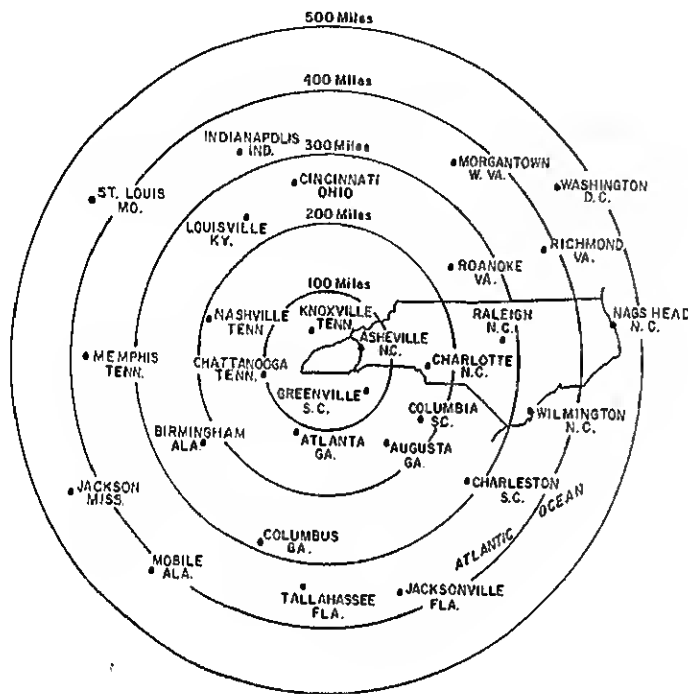 500 Miles
400 Miles
INDIANAPOLIS
IND.
300 Miles
MORGANTOWN
W. VA.
CINCINNATI
OHIO
WASHINGTON
D.C.
ST. LOUIS
MO.
LOUISVILLE
KY.
200 Miles
RICHMOND
VA.
ROANOKE
VA.
100 Miles
NASHVILLE
TENN
KNOXVILLE
TENN.
RALEIGH
N.C.
NAGS HEAD
N.C.
ASHEVILLE
N.C.
MEMPHIS
TENN.
CHATTANOOGA
TENN.
CHARLOTTE
N.C.
GREENVILLE
S.C.
COLUMBIA
SC.
WILMINGTON
N.C.
BIRMINGHAM
ALA.
ATLANTA
GA.
AUGUSTA
GA.
JACKSON
MISS.
CHARLESTON
S.C.
ATLANTIC OCEAN
COLUMBUS
GA.
MOBILE
ALA.
TALLAHASSEE
FLA.
JACKSONVILLE
FLA.